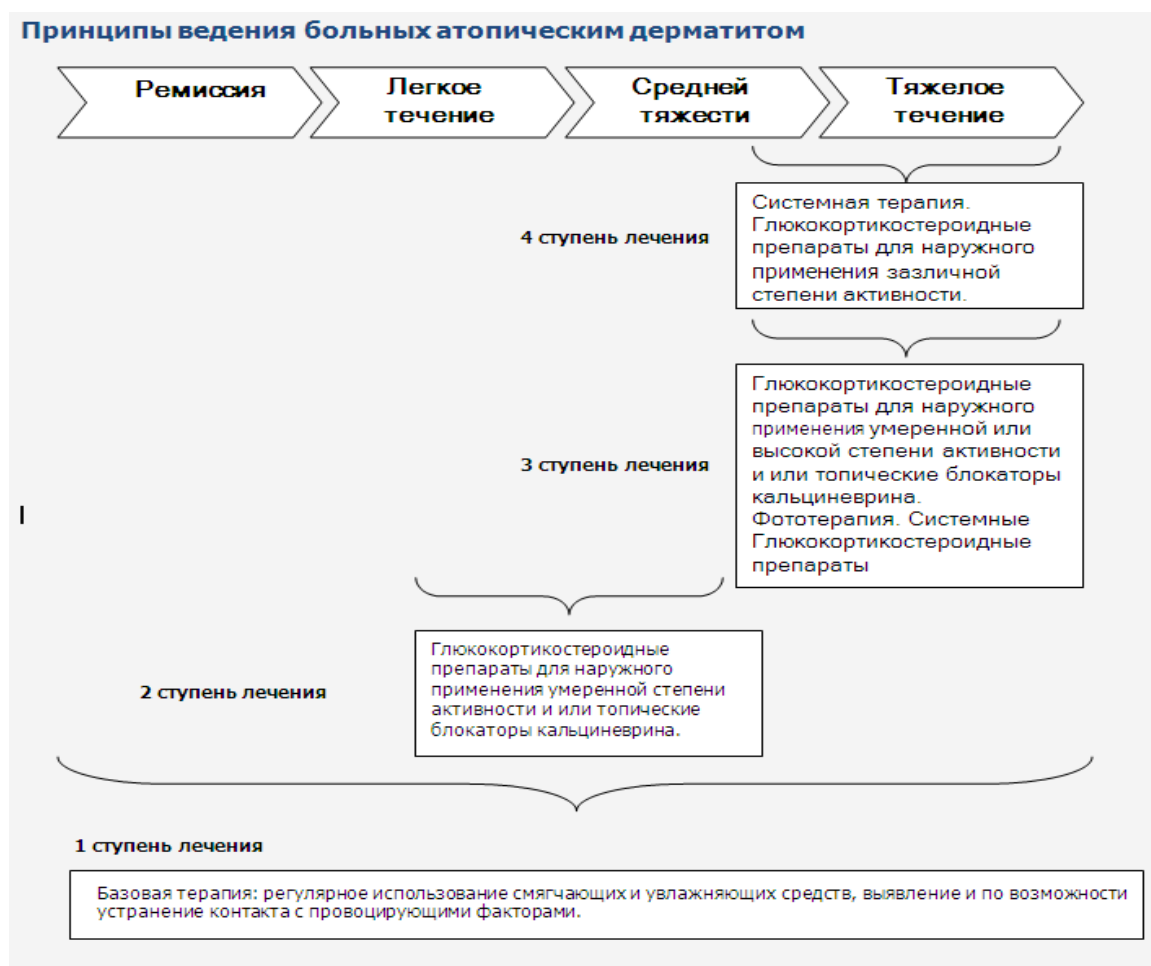 Принципы ведения больных атопическим дерматитом
Ремиссия
Легкое
течение
Средней
тяжести
Тяжелое
течение
4 ступень лечения
Системная терапия.
Глюкокортикостероидные
препараты для наружного
применения зазличной
степени активности.
3 ступень лечения
Глюкокортикостероидные
препараты для наружного
применения умеренной или
высокой степени активности
и или топические блокаторы
кальциневрина.
Фототерапия. Системные
Глюкокортикостероидные
препараты
2 ступень лечения
Глюкокортикостероидные
препараты для наружного
применения умеренной степени
активности и или топические
блокаторы кальциневрина.
1 ступень лечения
Базовая терапия: регулярное использование смягчающих и увлажняющих средств, выявление и по возможности
устранение контакта с провоцирующими факторами.